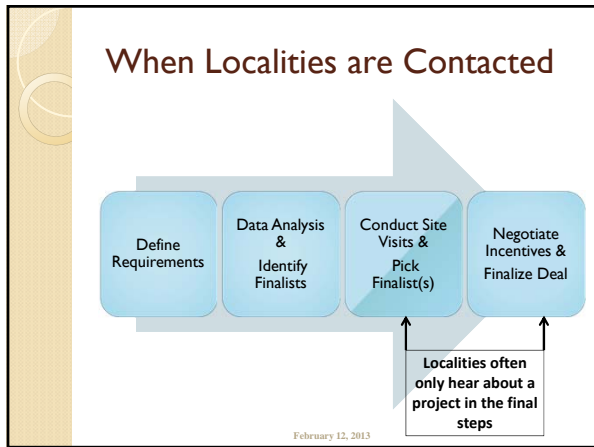 When Localities are Contacted
Define
Requirements
Data Analysis
&
Identify
Finalists
Conduct Site
Visits &
Pick
Finalist(s)
Negotiate
Incentives &
Finalize Deal
Localities often
only hear about a
project in the final
steps
February 12, 2013